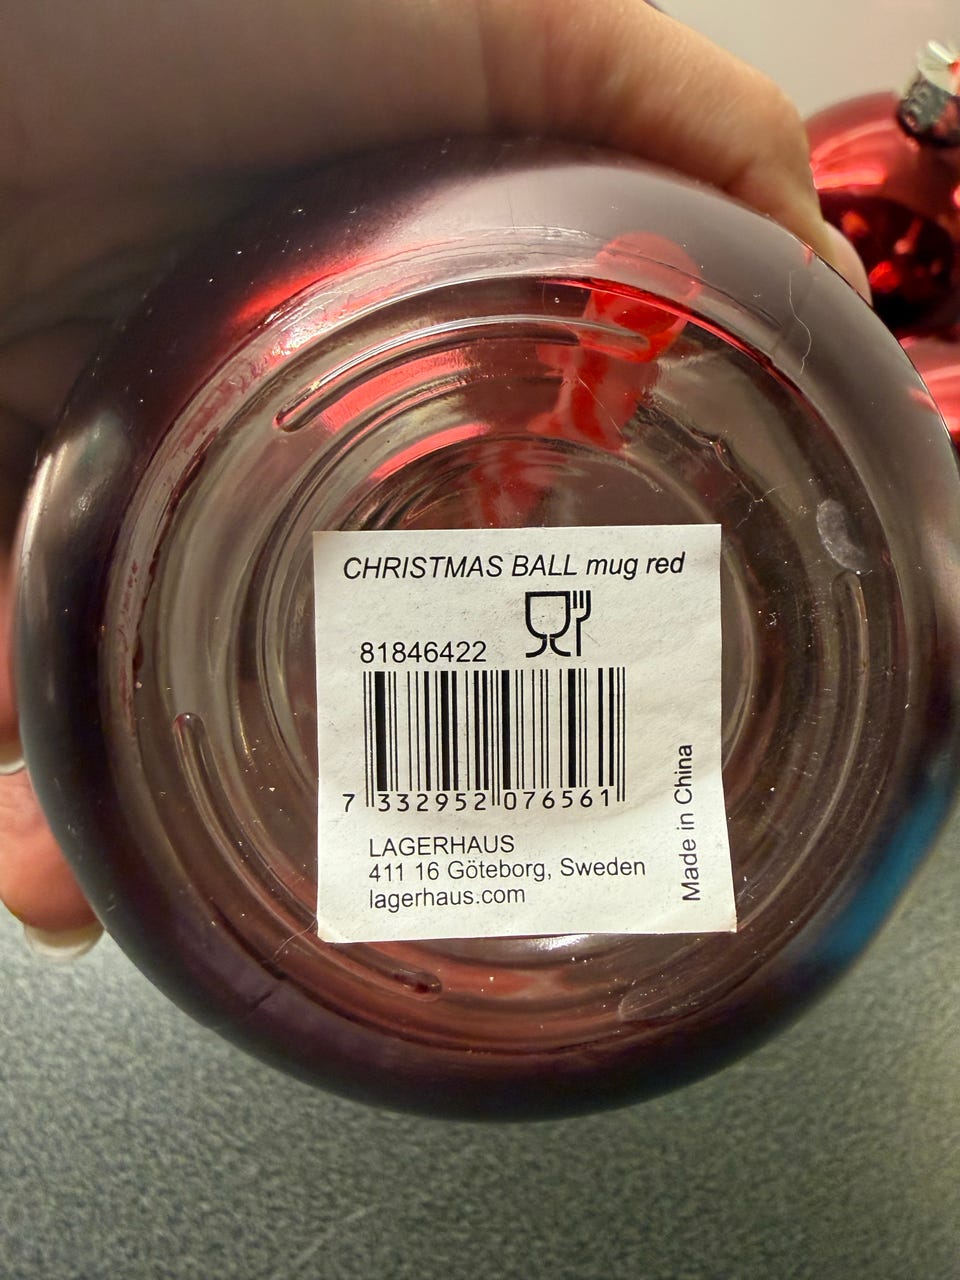 CHRISTMAS BALL mug red
81846422
7 332952 076561
LAGERHAUS
411 16 Göteborg, Sweden
lagerhaus.com
Made in China